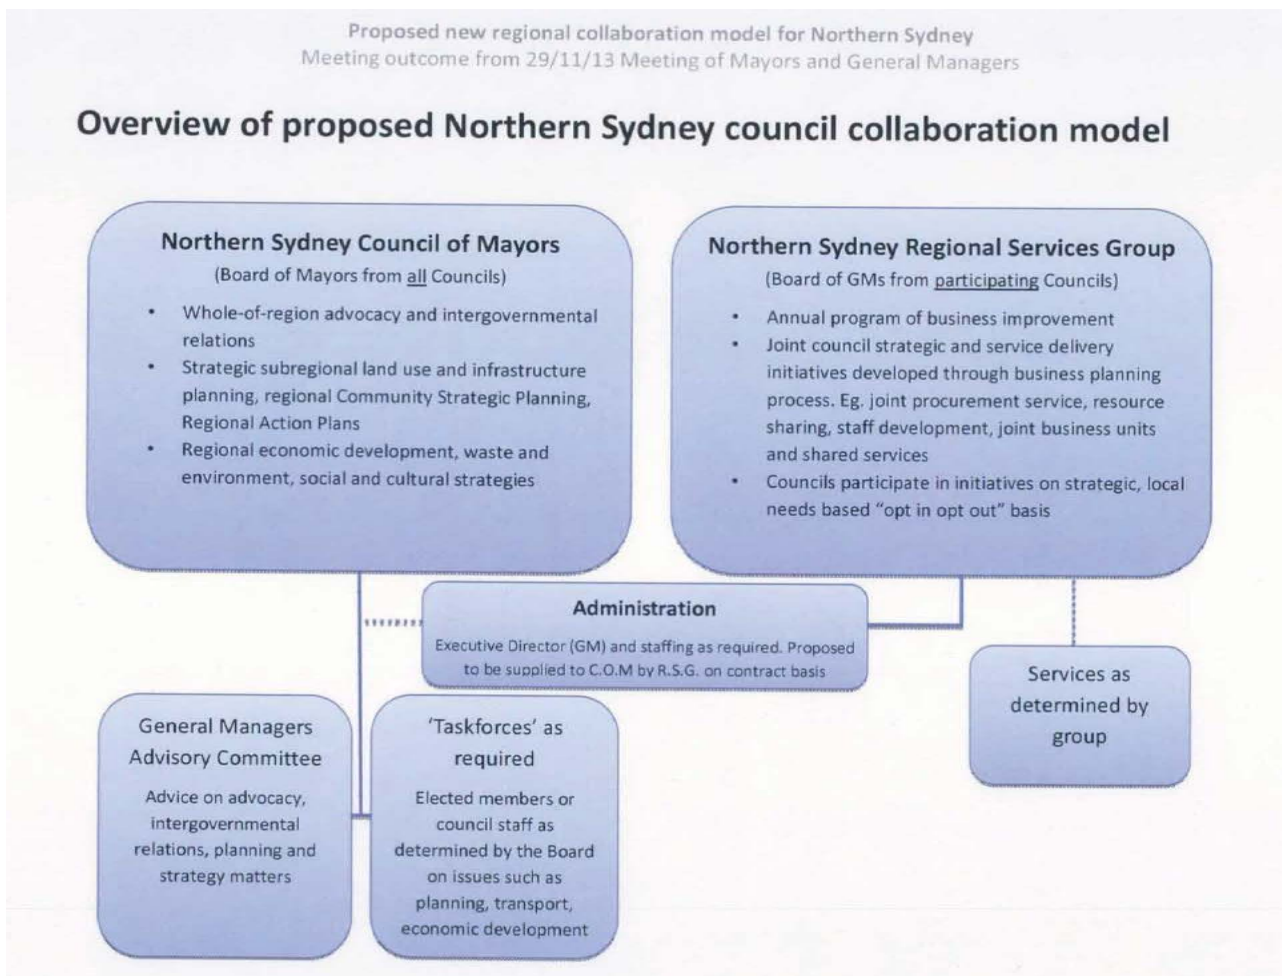 Proposed new regional collaboration model for Northern Sydney
Meeting outcome from 29/11/13 Meeting of Mayors and General Managers
Overview of proposed Northern Sydney council collaboration model
Northern Sydney Council of Mayors
(Board of Mayors from all Councils)
• Whole-of-region advocacy and intergovernmental
relations
• Strategic subregional land use and infrastructure
planning, regional Community Strategic Planning,
Regional Action Plans
• Regional economic development, waste and
environment, social and cultural strategies
Northern Sydney Regional Services Group
(Board of GMs from participating Councils)
• Annual program of business improvement
• Joint council strategic and service delivery
initiatives developed through business planning
process. Eg. joint procurement service, resource
sharing, staff development, joint business units
and shared services
• Councils participate in initiatives on strategic, local
needs based “opt in opt out” basis
Administration
Executive Director (GM) and staffing as required. Proposed
to be supplied to C.O.M by R.S.G. on contract basis
General Managers
Advisory Committee
Advice on advocacy,
intergovernmental
relations, planning and
strategy matters
‘Taskforces’ as
required
Elected members or
council staff as
determined by the Board
on issues such as
planning, transport,
economic development
Services as
determined by
group